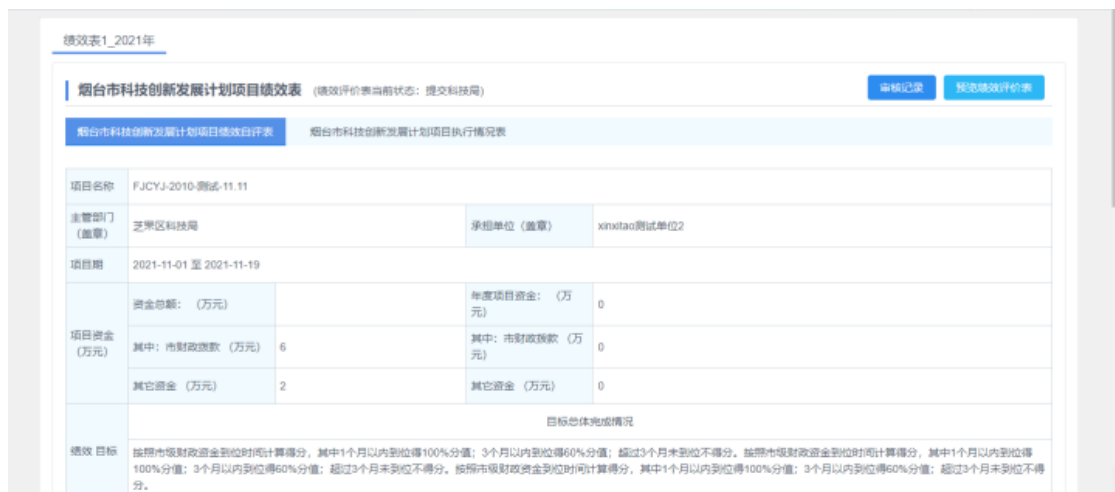 绩效表1_2021年
烟台市科技创新发展计划项目绩效表 (绩效评价表当前状态：提交科技局)
审核记录
预览绩效评价表
烟台市科技创新发展计划项目绩效自评表
烟台市科技创新发展计划项目执行情况表
项目名称
FJCYJ-2010-测试-11.11
主管部门
（盖章）
芝罘区科技局
承担单位（盖章）
xinxitao测试单位2
项目期
2021-11-01 至 2021-11-19
项目资金
(万元)
资金总额：（万元）
年度项目资金：（万
元）
0
其中：市财政拨款（万元）
6
其中：市财政拨款（万
元）
0
其它资金（万元）
2
其它资金（万元）
0
绩效 目标
目标总体完成情况
按照市级财政资金到位时间计算得分，其中1个月以内到位得100%分值；3个月以内到位得60%分值；超过3个月未到位不得分。按照市级财政资金到位时间计算得分，其中1个月以内到位得
100%分值；3个月以内到位得60%分值；超过3个月未到位不得分。按照市级财政资金到位时间计算得分，其中1个月以内到位得100%分值；3个月以内到位得60%分值；超过3个月未到位不得
分。